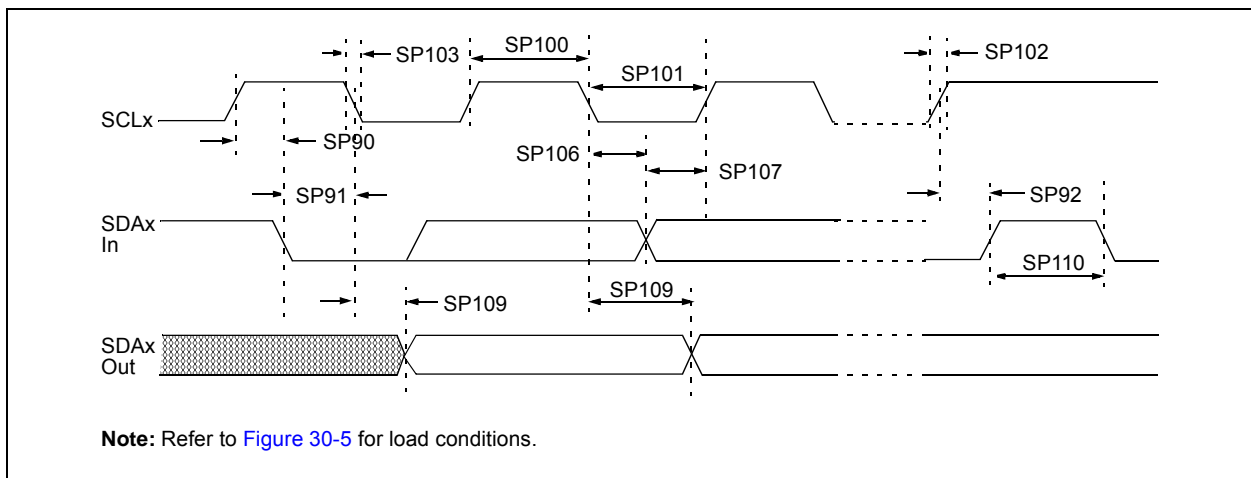 SP103
SP100
SP102
SP101
SCLx
SP90
SP106
SP107
SP91
SP92
SDAx
In
SP110
SP109
SP109
SDAx
Out
Note: Refer to Figure 30-5 for load conditions.